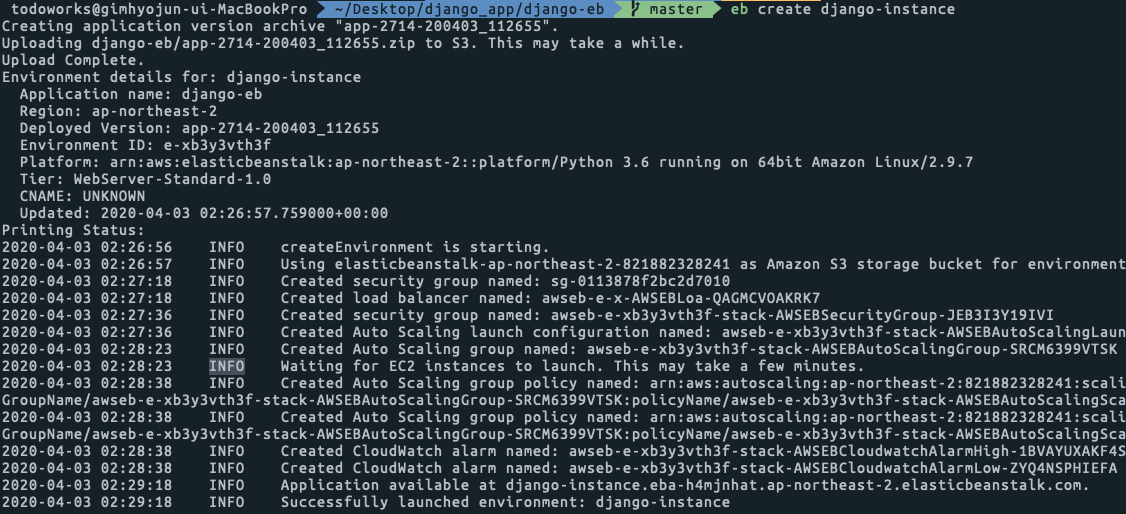 todoworks@gimhyojun-ui-MacBookPro ~/Desktop/django_app/django-eb master eb create django-instance
Creating application version archive "app-2714-200403_112655".
Uploading django-eb/app-2714-200403_112655.zip to S3. This may take a while.
Upload Complete.
Environment details for: django-instance
  Application name: django-eb
  Region: ap-northeast-2
  Deployed Version: app-2714-200403_112655
  Environment ID: e-xb3y3vth3f
  Platform: arn:aws:elasticbeanstalk:ap-northeast-2::platform/Python 3.6 running on 64bit Amazon Linux/2.9.7
  Tier: WebServer-Standard-1.0
  CNAME: UNKNOWN
  Updated: 2020-04-03 02:26:57.759000+00:00
Printing Status:
2020-04-03 02:26:56    INFO    createEnvironment is starting.
2020-04-03 02:26:57    INFO    Using elasticbeanstalk-ap-northeast-2-821882328241 as Amazon S3 storage bucket for environment
2020-04-03 02:27:18    INFO    Created security group named: sg-0113878f2bc2d7010
2020-04-03 02:27:18    INFO    Created load balancer named: awseb-e-x-AWSEBLoa-QAGMCVOAKRK7
2020-04-03 02:27:36    INFO    Created security group named: awseb-e-xb3y3vth3f-stack-AWSEBSecurityGroup-JEB3I3Y19IVI
2020-04-03 02:27:36    INFO    Created Auto Scaling launch configuration named: awseb-e-xb3y3vth3f-stack-AWSEBAutoScalingLaun
2020-04-03 02:28:23    INFO    Created Auto Scaling group named: awseb-e-xb3y3vth3f-stack-AWSEBAutoScalingGroup-SRCM6399VTSK
2020-04-03 02:28:23    INFO    Waiting for EC2 instances to launch. This may take a few minutes.
2020-04-03 02:28:38    INFO    Created Auto Scaling group policy named: arn:aws:autoscaling:ap-northeast-2:821882328241:scali
GroupName/awseb-e-xb3y3vth3f-stack-AWSEBAutoScalingGroup-SRCM6399VTSK:policyName/awseb-e-xb3y3vth3f-stack-AWSEBAutoScalingSca
2020-04-03 02:28:38    INFO    Created Auto Scaling group policy named: arn:aws:autoscaling:ap-northeast-2:821882328241:scali
GroupName/awseb-e-xb3y3vth3f-stack-AWSEBAutoScalingGroup-SRCM6399VTSK:policyName/awseb-e-xb3y3vth3f-stack-AWSEBAutoScalingSca
2020-04-03 02:28:38    INFO    Created CloudWatch alarm named: awseb-e-xb3y3vth3f-stack-AWSEBCloudwatchAlarmHigh-1BVAYUXAKF4S
2020-04-03 02:28:38    INFO    Created CloudWatch alarm named: awseb-e-xb3y3vth3f-stack-AWSEBCloudwatchAlarmLow-ZYQ4NSPHIEFA
2020-04-03 02:29:18    INFO    Application available at django-instance.eba-h4mjnhat.ap-northeast-2.elasticbeanstalk.com.
2020-04-03 02:29:18    INFO    Successfully launched environment: django-instance